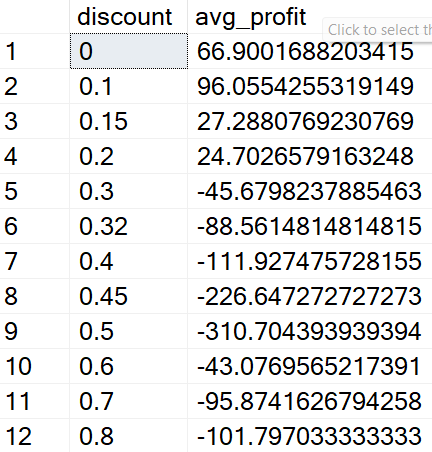 discount avg_profit
Click to select th
1 0 66.9001688203415
2 0.1 96.0554255319149
3 0.15 27.2880769230769
4 0.2 24.7026579163248
5 0.3 -45.6798237885463
6 0.32 -88.5614814814815
7 0.4 -111.927475728155
8 0.45 -226.647272727273
9 0.5 -310.704393939394
10 0.6 -43.0769565217391
11 0.7 -95.8741626794258
12 0.8 -101.797033333333